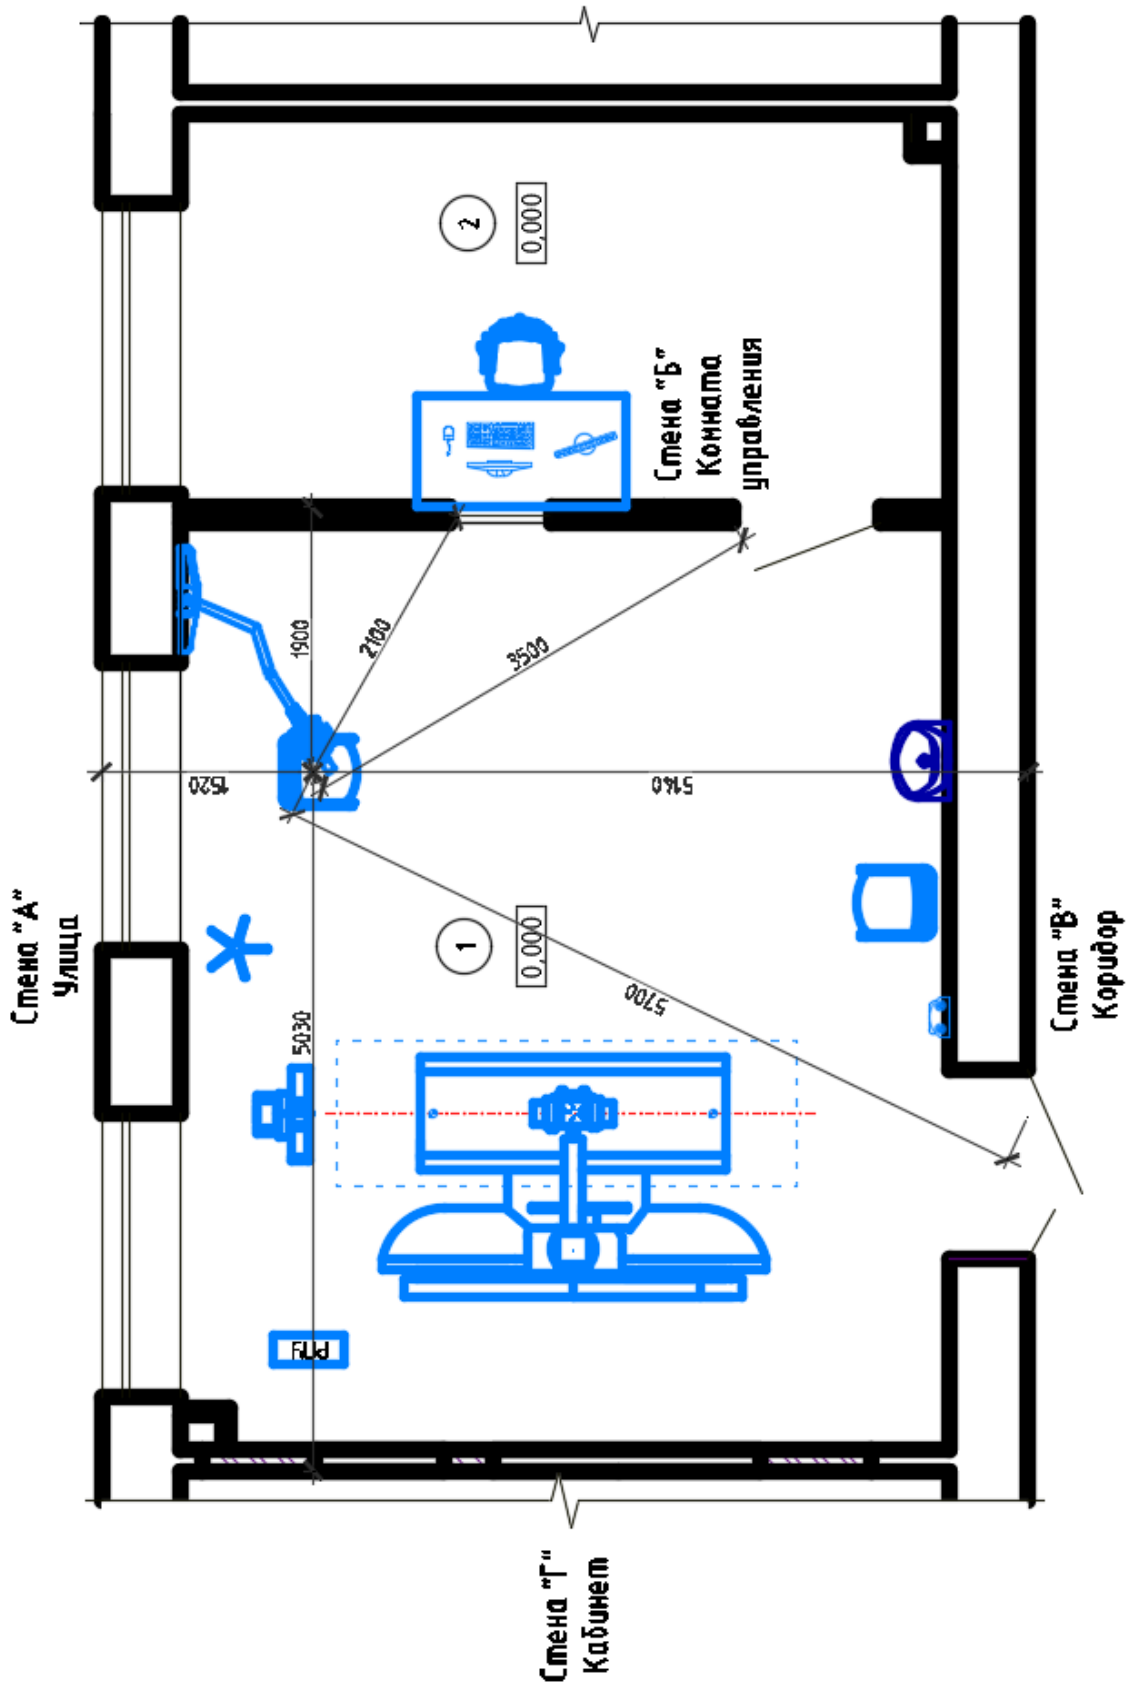 Стена "А"
Улица
2
0,000
Стена "Б"
Комната
управления
1900
2100
3500
1520
5140
1
0,000
5700
5030
РПУ
Стена "В"
Коридор
Стена "Г"
Кабинет